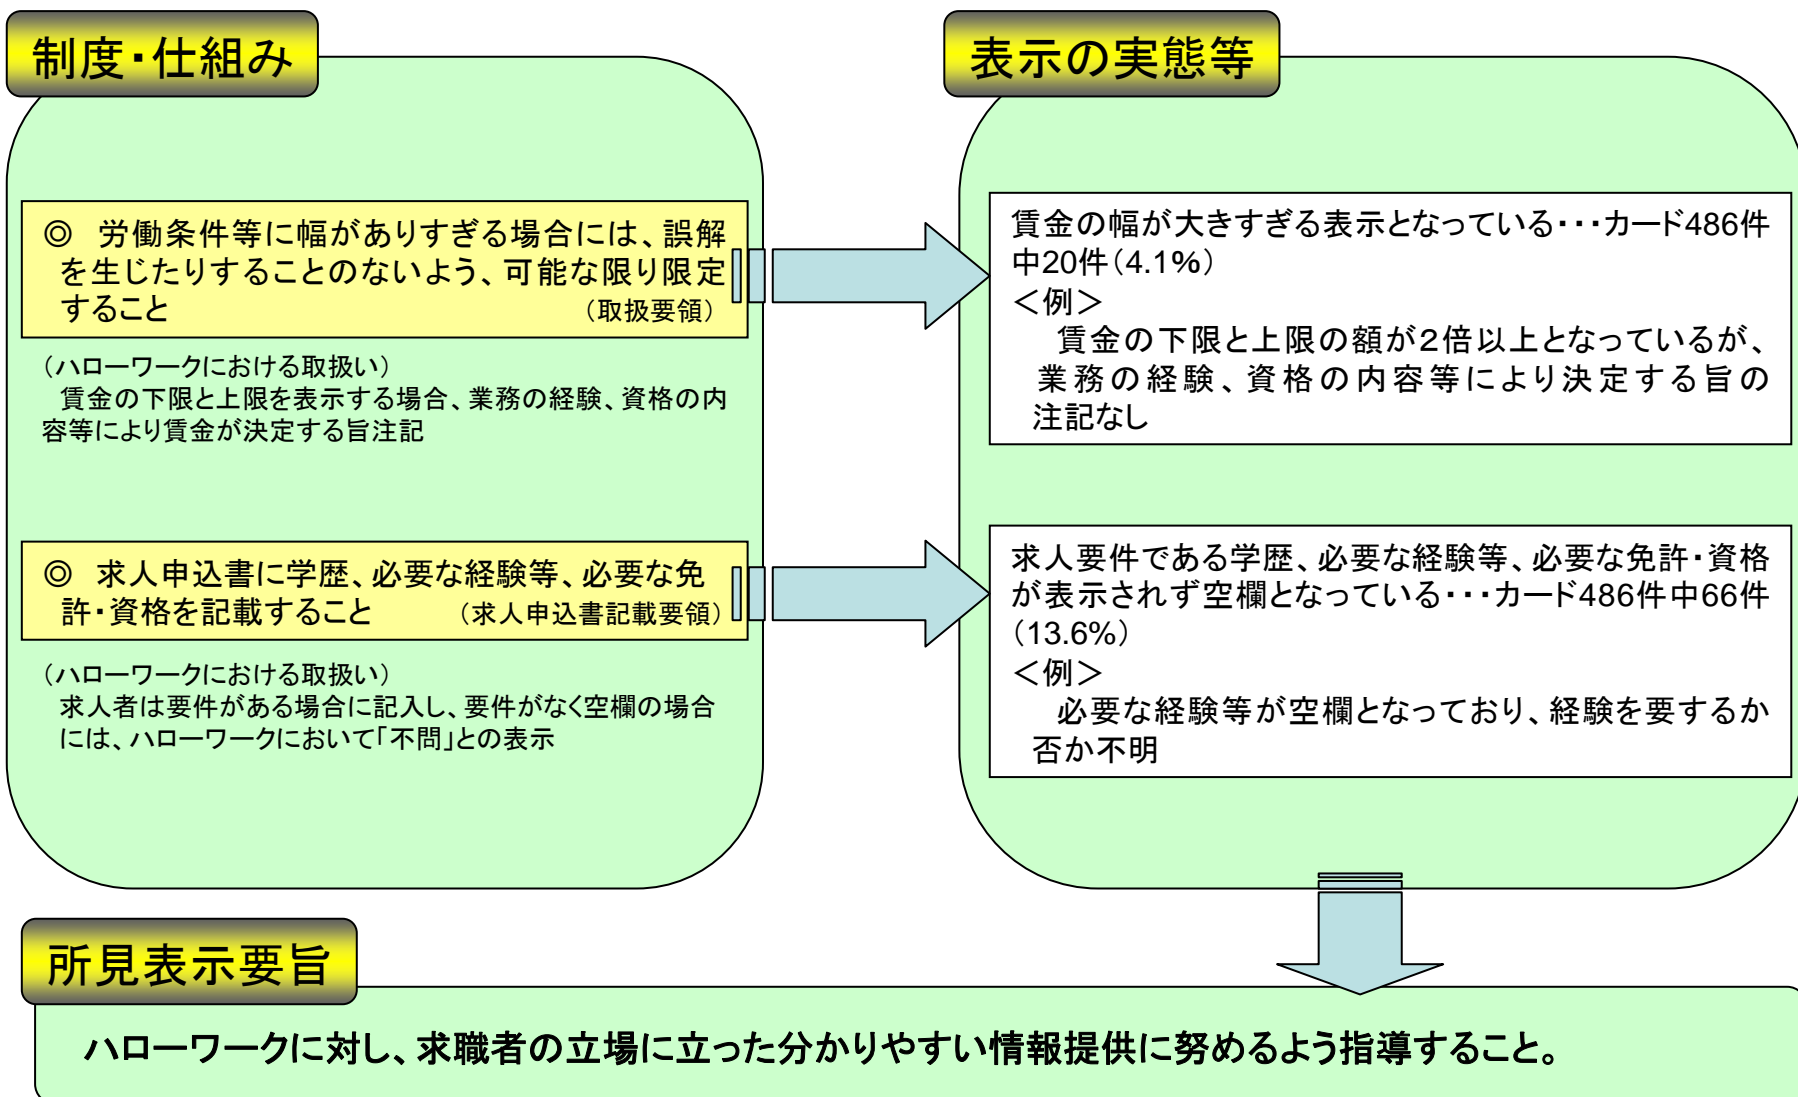 制度・仕組み
◎ 労働条件等に幅がありすぎる場合には、誤解
を生じたりすることのないよう、可能な限り限定
すること （取扱要領）
（ハローワークにおける取扱い）
賃金の下限と上限を表示する場合、業務の経験、資格の内
容等により賃金が決定する旨注記
◎ 求人申込書に学歴、必要な経験等、必要な免
許・資格を記載すること （求人申込書記載要領）
（ハローワークにおける取扱い）
求人者は要件がある場合に記入し、要件がなく空欄の場合
には、ハローワークにおいて「不問」との表示
表示の実態等
賃金の幅が大きすぎる表示となっている・・・カード486件
中20件（4.1％）
＜例＞
賃金の下限と上限の額が２倍以上となっているが、
業務の経験、資格の内容等により決定する旨の
注記なし
求人要件である学歴、必要な経験等、必要な免許・資格
が表示されず空欄となっている・・・カード486件中66件
（13.6%）
＜例＞
必要な経験等が空欄となっており、経験を要するか
否か不明
所見表示要旨
ハローワークに対し、求職者の立場に立った分かりやすい情報提供に努めるよう指導すること。